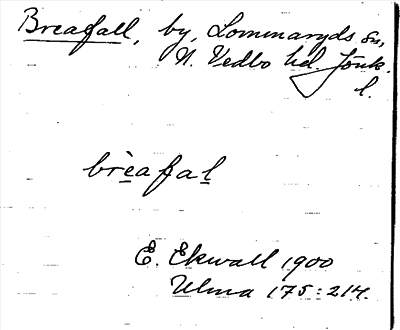 Breafall, by, Lommaryds sn,
N. Vedbo hd. Jönk.
l.
brèafal
E. Ekwall 1900
Ulma 175:214.